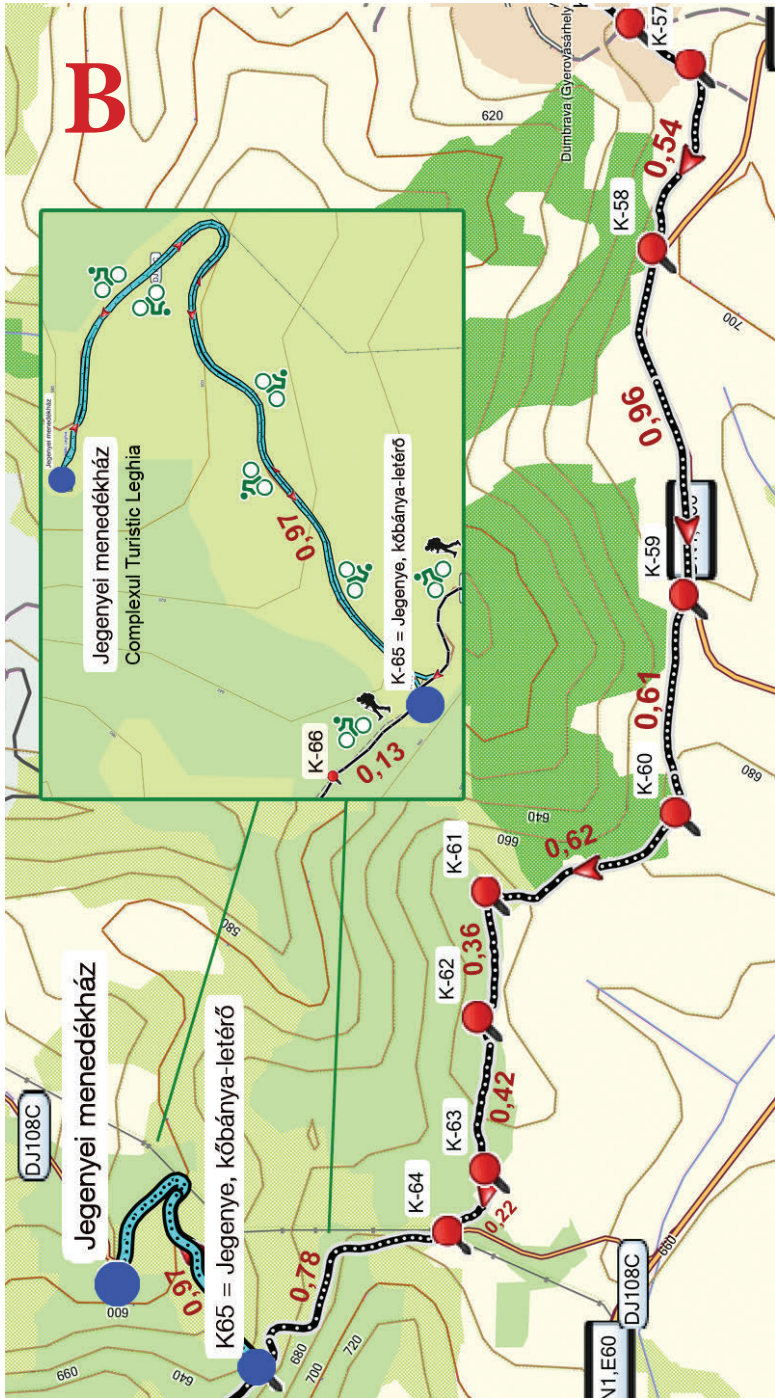 B
Jegenyei menedékház
K65 = Jegenye, kőbánya-letérő
DJ108C
580
600
0,97
660
640
680
700
720
0,78
K-64
0,22
K-63
0,42
K-62
0,36
K-61
0,62
K-60
0,61
K-59
0,96
K-58
0,54
K-57
Dumbrava (Gyerovásárhely
620
700
680
640
660
660
DJ108C
N1,E60
Jegenyei menedékház
Jegenyei menedékház
Complexul Turistic Leghia
0,97
K-65 = Jegenye, kőbánya-letérő
K-66
0,13